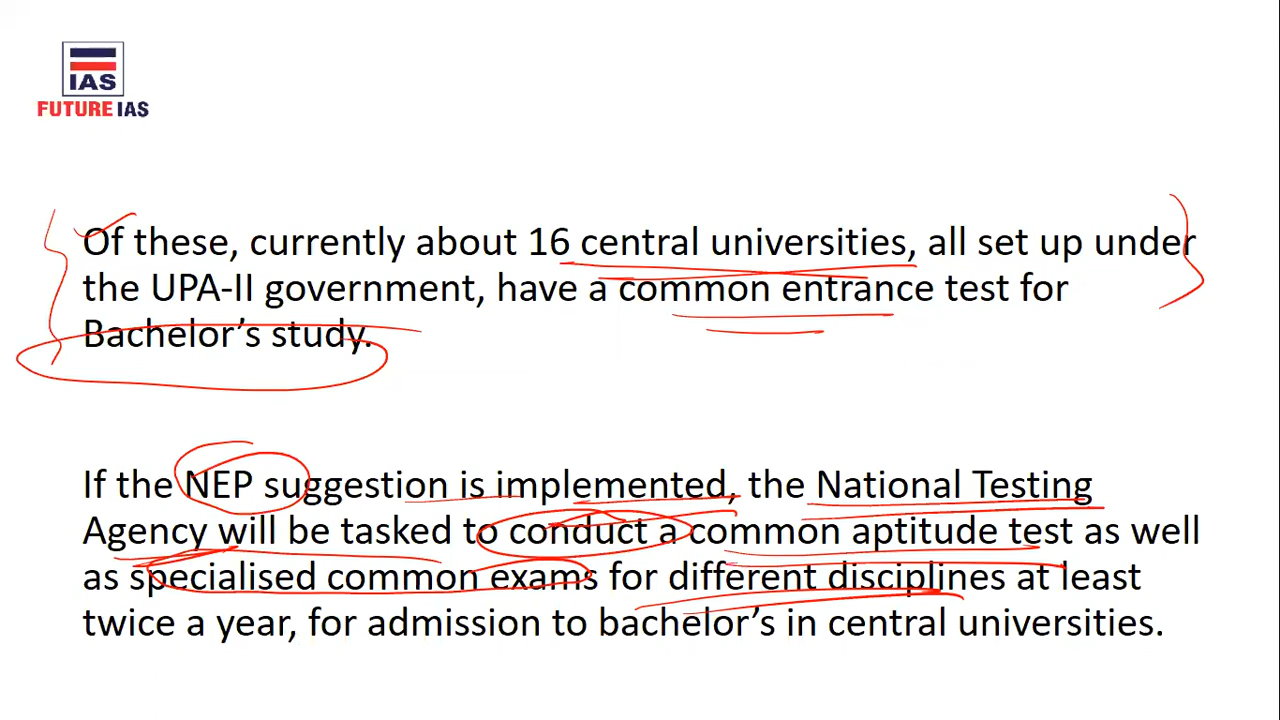 IAS
FUTURE IAS
Of these, currently about 16 central universities, all set up under
the UPA-II government, have a common entrance test for
Bachelor’s study.
If the NEP suggestion is implemented, the National Testing
Agency will be tasked to conduct a common aptitude test as well
as specialised common exams for different disciplines at least
twice a year, for admission to bachelor’s in central universities.